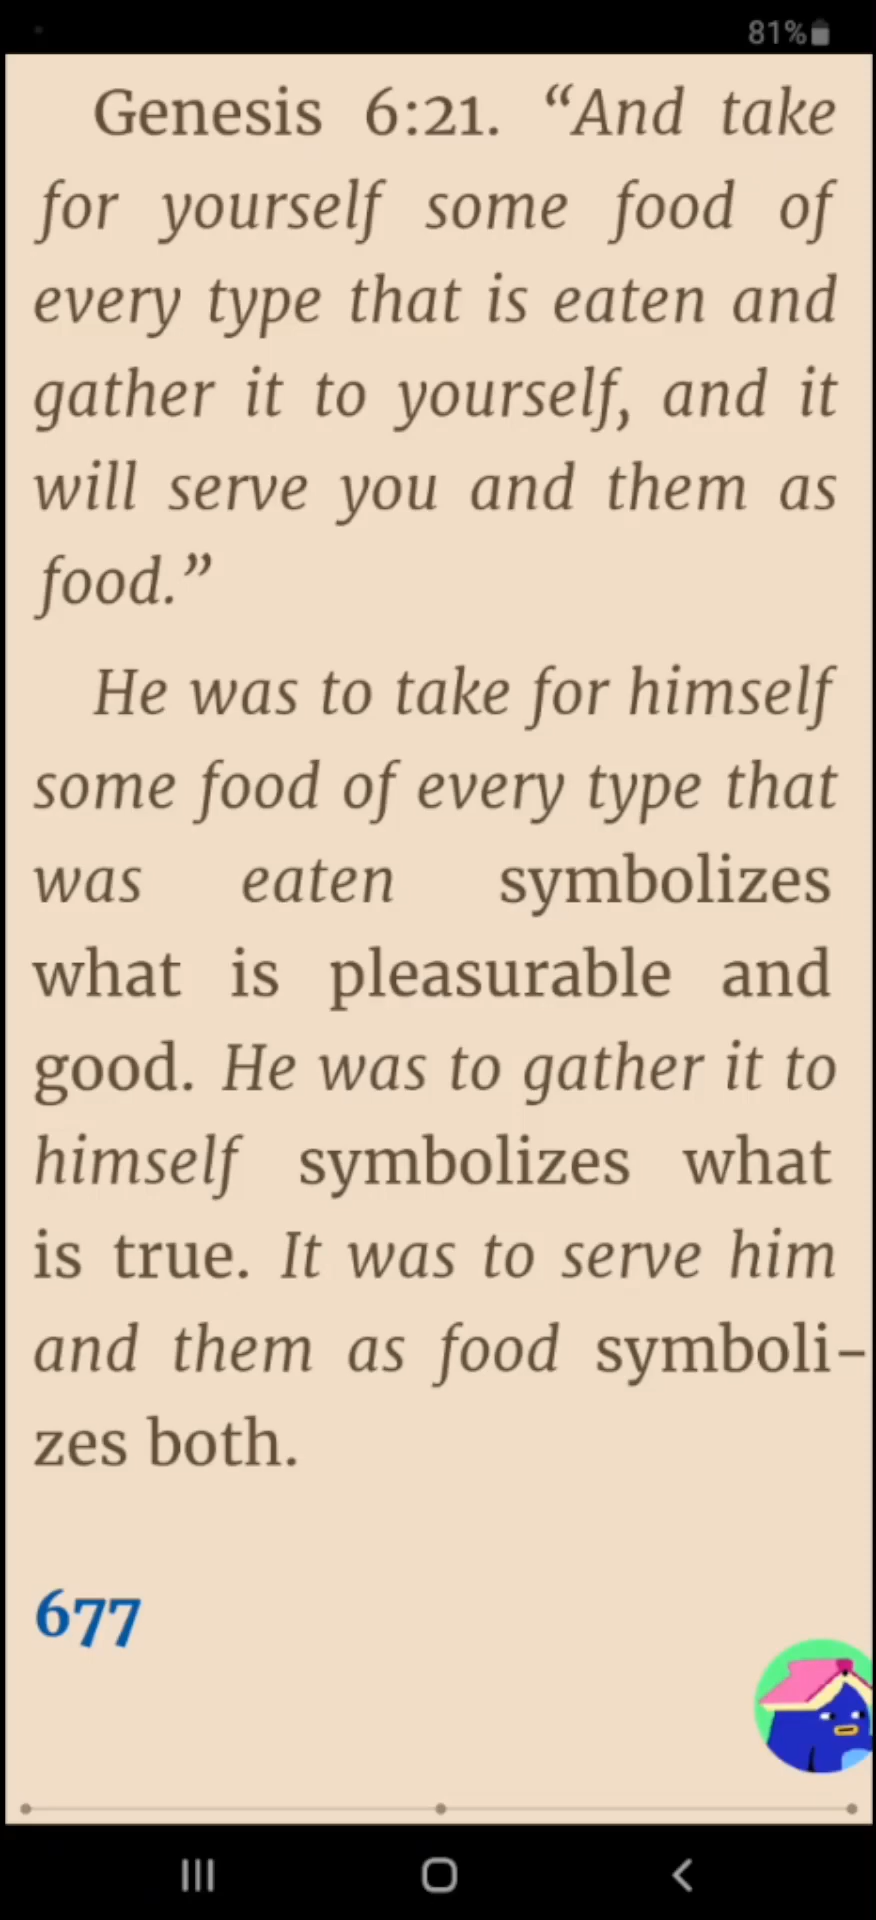 81%
Genesis 6:21. “And take
for yourself some food of
every type that is eaten and
gather it to yourself, and it
will serve you and them as
food.”
He was to take for himself
some food of every type that
was eaten symbolizes
what is pleasurable and
good. He was to gather it to
himself symbolizes what
is true. It was to serve him
and them as food symboli-
zes both.
677